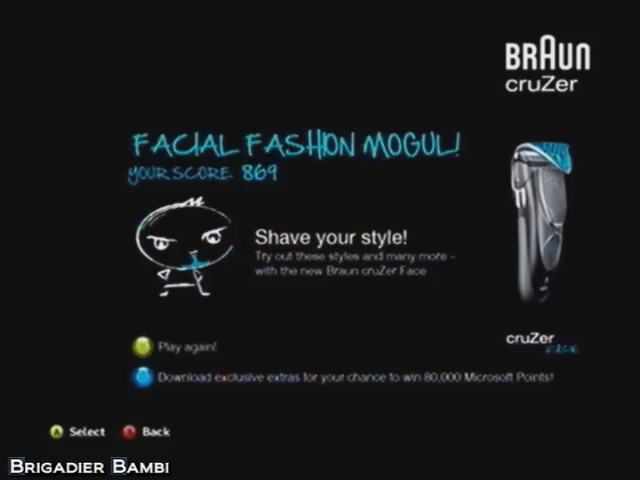 BRAUN
cruZer
FACIAL FASHION MOGUL!
YOUR SCORE: 869
Shave your style!
Try out these styles and many more –
with the new Braun cruZer Face
cruZer
FACE
Play again!
Download exclusive extras for your chance to win 80,000 Microsoft Points!
A Select B Back
BRIGADIER BAMBI